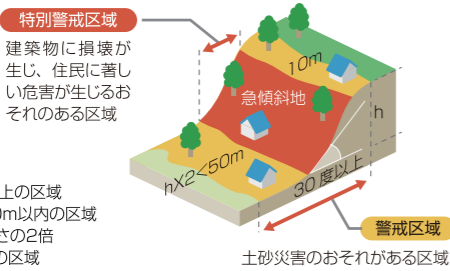 特別警戒区域
建築物に損壊が
生じ、住民に著し
い危害が生じるお
それのある区域
10m
急傾斜地
h
h×2<50m
30度以上
上の区域
0m以内の区域
さの2倍
の区域
警戒区域
土砂災害のおそれがある区域